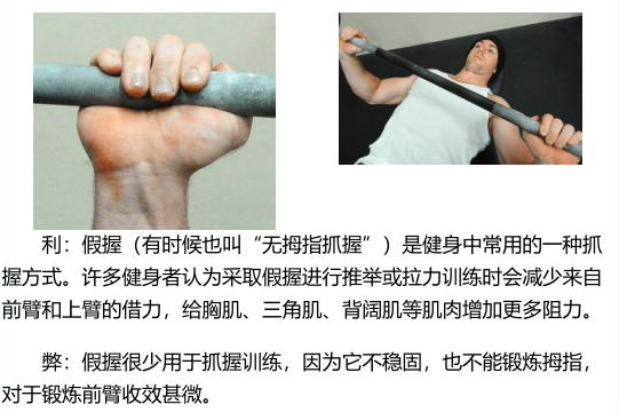 利：假握（有时候也叫“无拇指抓握”）是健身中常用的一种抓
握方式。许多健身者认为采取假握进行推举或拉力训练时会减少来自
前臂和上臂的借力，给胸肌、三角肌、背阔肌等肌肉增加更多阻力。
弊：假握很少用于抓握训练，因为它不稳固，也不能锻炼拇指，
对于锻炼前臂收效甚微。